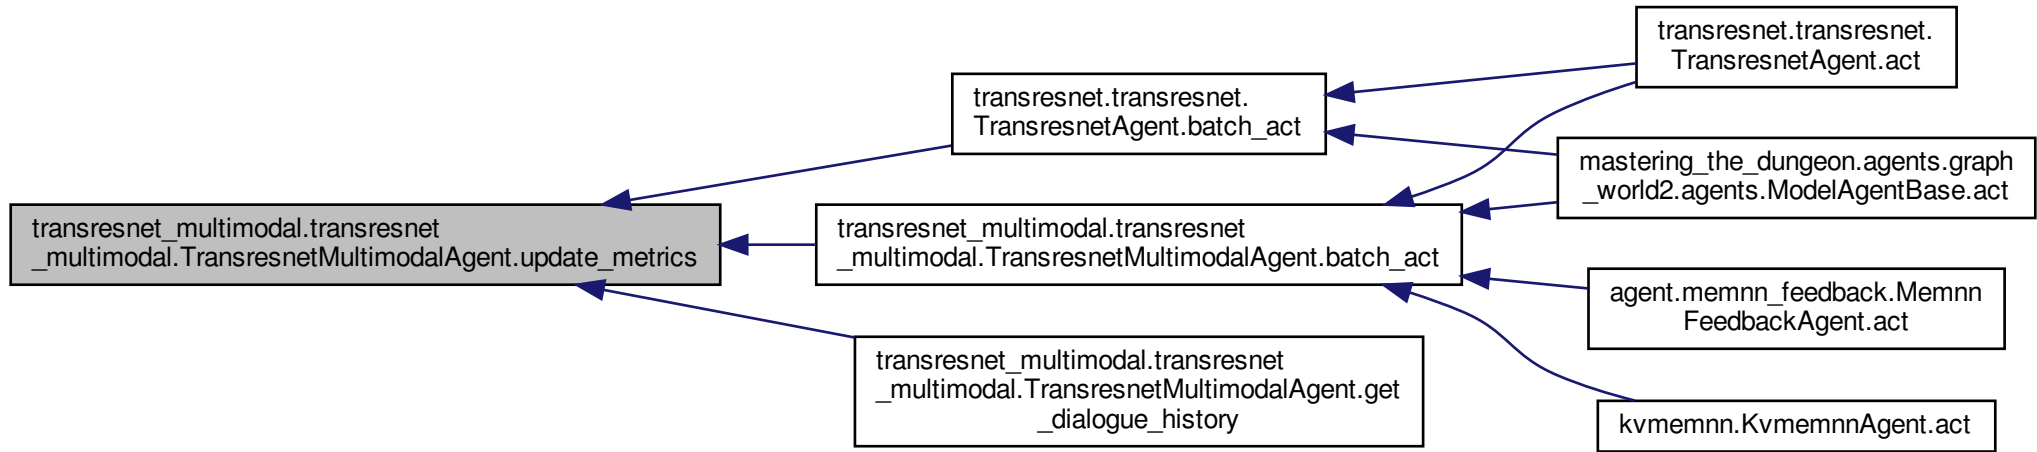 transresnet_multimodal.transresnet
_multimodal.TransresnetMultimodalAgent.update_metrics
transresnet.transresnet.
TransresnetAgent.batch_act
transresnet_multimodal.transresnet
_multimodal.TransresnetMultimodalAgent.batch_act
transresnet_multimodal.transresnet
_multimodal.TransresnetMultimodalAgent.get
_dialogue_history
transresnet.transresnet.
TransresnetAgent.act
mastering_the_dungeon.agents.graph
_world2.agents.ModelAgentBase.act
agent.memnn_feedback.Memnn
FeedbackAgent.act
kvmemnn.KvmemnnAgent.act